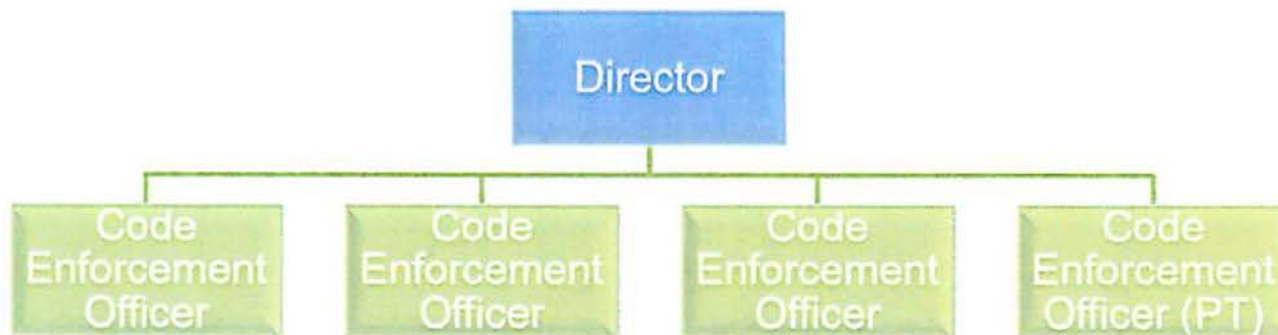 Director
Code
Enforcement
Officer
Code
Enforcement
Officer
Code
Enforcement
Officer
Code
Enforcement
Officer (PT)